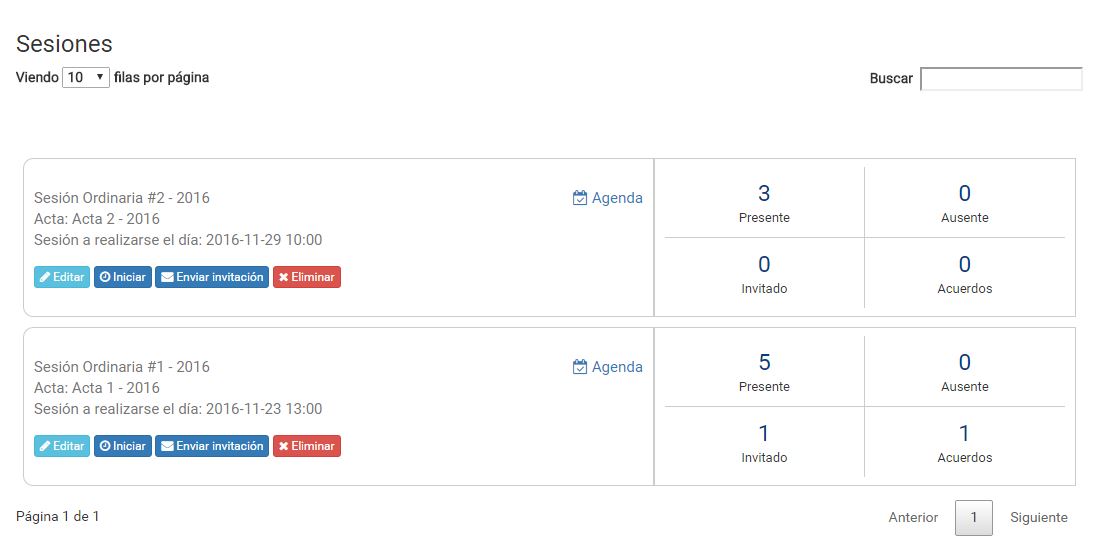 Sesiones
Viendo 10 filas por página
Buscar
Sesión Ordinaria #2 - 2016
Agenda
Acta: Acta 2 - 2016
Sesión a realizarse el día: 2016-11-29 10:00
Editar Iniciar Enviar invitación Eliminar
3 0
Presente Ausente
0 0
Invitado Acuerdos
Sesión Ordinaria #1 - 2016
Agenda
Acta: Acta 1 - 2016
Sesión a realizarse el día: 2016-11-23 13:00
Editar Iniciar Enviar invitación Eliminar
5 0
Presente Ausente
1 1
Invitado Acuerdos
Página 1 de 1
Anterior 1 Siguiente